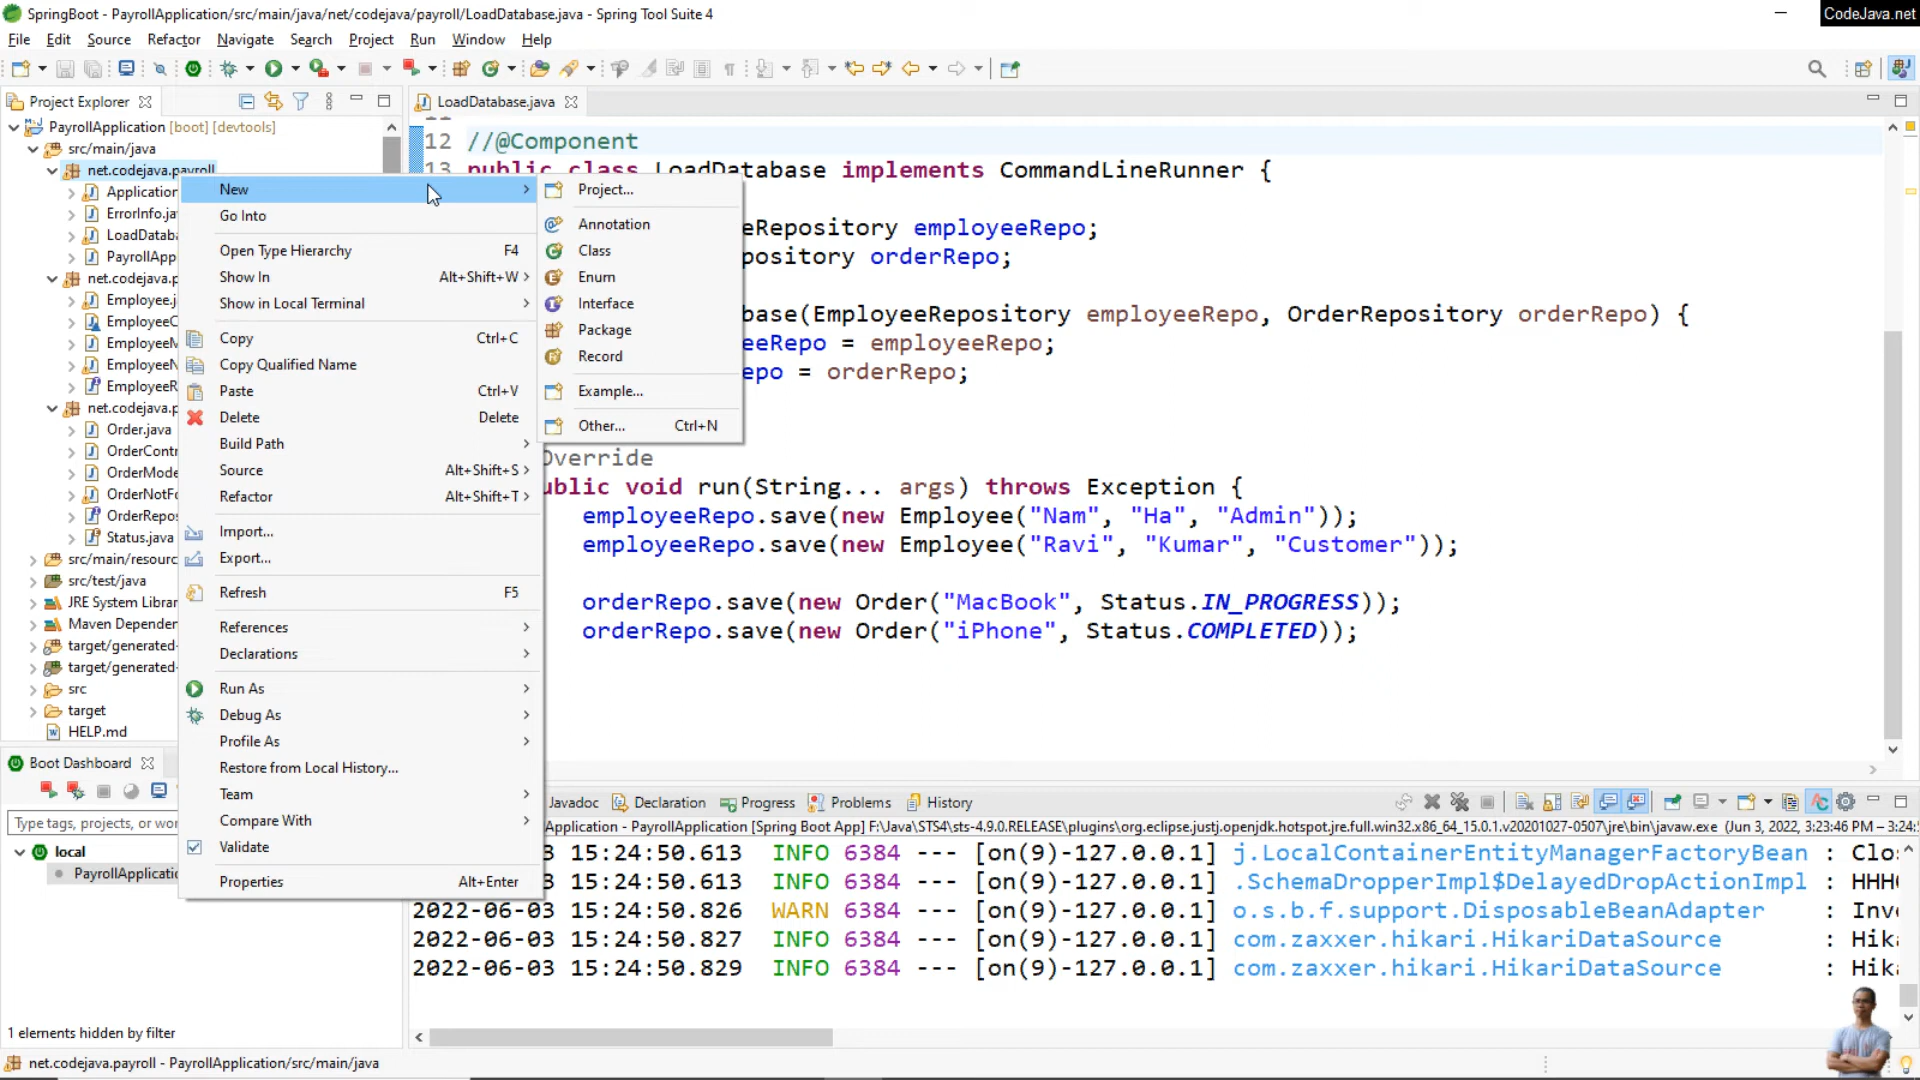 SpringBoot - PayrollApplication/src/main/java/net/codejava/payroll/LoadDatabase.java - Spring Tool Suite 4
CodeJava.net
File Edit Source Refactor Navigate Search Project Run Window Help
Project Explorer
LoadDatabase.java
PayrollApplication [boot] [devtools]
src/main/java
net.codejava.payroll
Application
ErrorInfo.ja
LoadDatab
PayrollApp
net.codejava.p
Employee.j
EmployeeC
EmployeeM
EmployeeN
EmployeeR
net.codejava.p
Order.java
OrderContr
OrderMode
OrderNotFo
OrderRepos
Status.java
src/main/resourc
src/test/java
JRE System Librar
Maven Dependen
target/generated-
target/generated-
src
target
HELP.md
New
Go Into
Open Type Hierarchy F4
Show In Alt+Shift+W
Show in Local Terminal
Copy Ctrl+C
Copy Qualified Name
Paste Ctrl+V
Delete Delete
Build Path
Source Alt+Shift+S
Refactor Alt+Shift+T
Import...
Export...
Refresh F5
References
Declarations
Run As
Debug As
Profile As
Restore from Local History...
Team
Compare With
Validate
Properties Alt+Enter
Project...
Annotation
Class
Enum
Interface
Package
Record
Example...
Other... Ctrl+N
12 //@Component
13 public class LoadDatabase implements CommandLineRunner {
eRepository employeeRepo;
pository orderRepo;
base(EmployeeRepository employeeRepo, OrderRepository orderRepo) {
eeRepo = employeeRepo;
epo = orderRepo;
Override
ublic void run(String... args) throws Exception {
employeeRepo.save(new Employee("Nam", "Ha", "Admin"));
employeeRepo.save(new Employee("Ravi", "Kumar", "Customer"));
orderRepo.save(new Order("MacBook", Status.IN_PROGRESS));
orderRepo.save(new Order("iPhone", Status.COMPLETED));
Boot Dashboard
Type tags, projects, or wor
local
PayrollApplicatio
1 elements hidden by filter
Javadoc Declaration Progress Problems History
Application - PayrollApplication [Spring Boot App] F:\Java\STS4\sts-4.9.0.RELEASE\plugins\org.eclipse.justj.openjdk.hotspot.jre.full.win32.x86_64_15.0.1.v20201027-0507\jre\bin\javaw.exe (Jun 3, 2022, 3:23:46 PM – 3:24:
3 15:24:50.613 INFO 6384 --- [on(9)-127.0.0.1] j.LocalContainerEntityManagerFactoryBean : Clo
3 15:24:50.613 INFO 6384 --- [on(9)-127.0.0.1] .SchemaDropperImpl$DelayedDropActionImpl : HHH
2022-06-03 15:24:50.826 WARN 6384 --- [on(9)-127.0.0.1] o.s.b.f.support.DisposableBeanAdapter : Inv
2022-06-03 15:24:50.827 INFO 6384 --- [on(9)-127.0.0.1] com.zaxxer.hikari.HikariDataSource : Hik
2022-06-03 15:24:50.829 INFO 6384 --- [on(9)-127.0.0.1] com.zaxxer.hikari.HikariDataSource : Hik
net.codejava.payroll - PayrollApplication/src/main/java